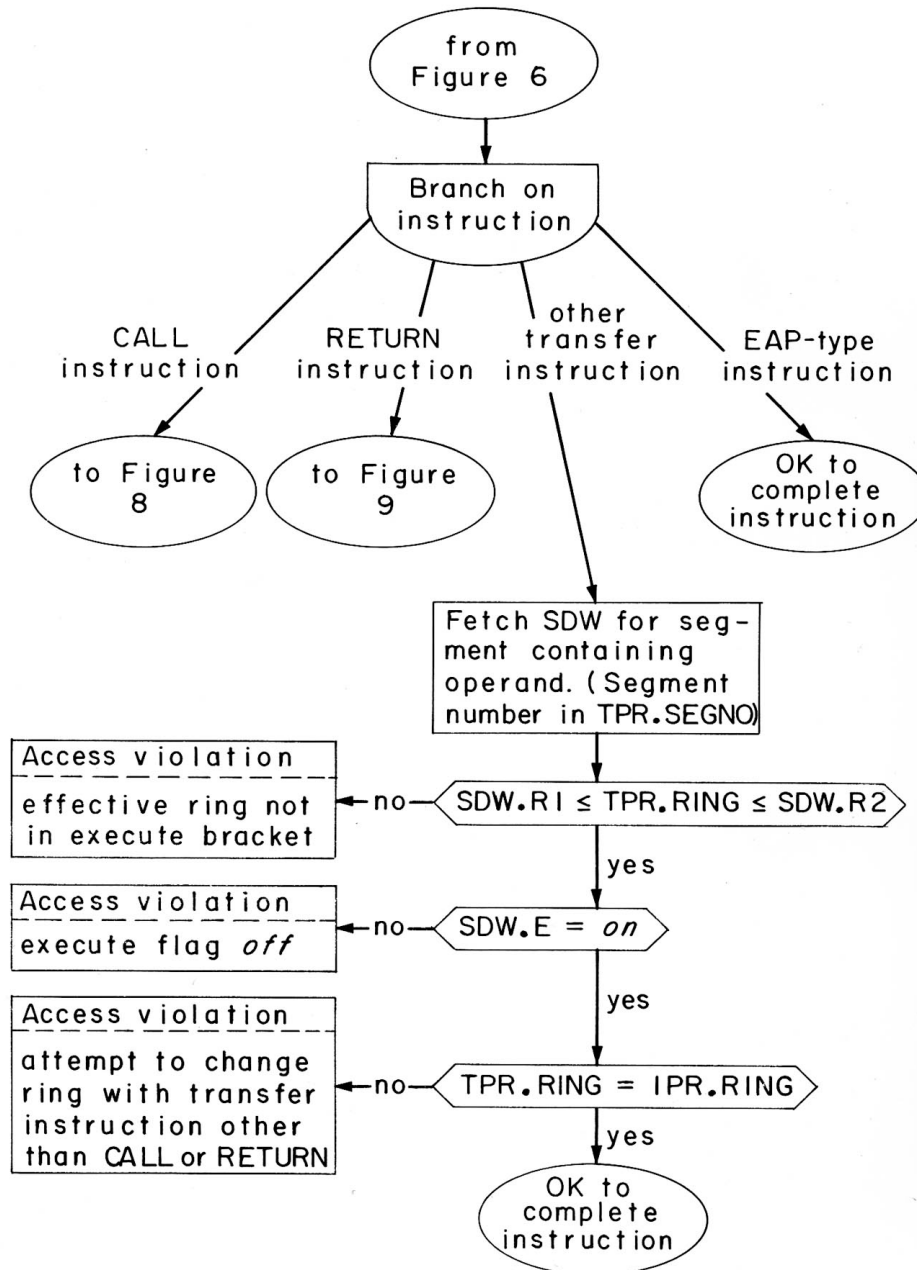 from
Figure 6
Branch on
instruction
CALL
instruction
RETURN
instruction
other
transfer
instruction
EAP-type
instruction
to Figure
8
to Figure
9
OK to
complete
instruction
Fetch SDW for seg-
ment containing
operand. (Segment
number in TPR.SEGNO)
Access violation
effective ring not
in execute bracket
no
SDW.R1 ≤ TPR.RING ≤ SDW.R2
yes
Access violation
execute flag off
no
SDW.E = on
yes
Access violation
attempt to change
ring with transfer
instruction other
than CALL or RETURN
no
TPR.RING = IPR.RING
yes
OK to
complete
instruction